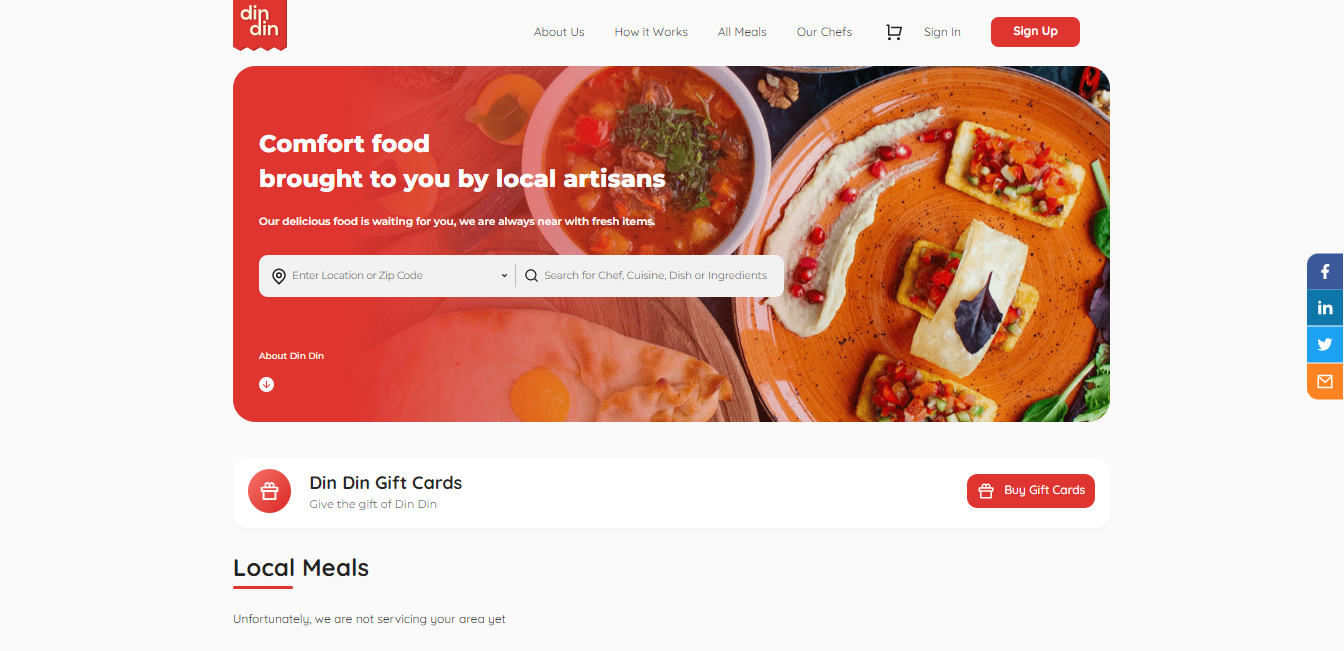 din
din
About Us
How it Works
All Meals
Our Chefs
Sign In
Sign Up
Comfort food
brought to you by local artisans
Our delicious food is waiting for you, we are always near with fresh items.
Enter Location or Zip Code
Search for Chef, Cuisine, Dish or Ingredients
About Din Din
f
in
Din Din Gift Cards
Give the gift of Din Din
Buy Gift Cards
Local Meals
Unfortunately, we are not servicing your area yet